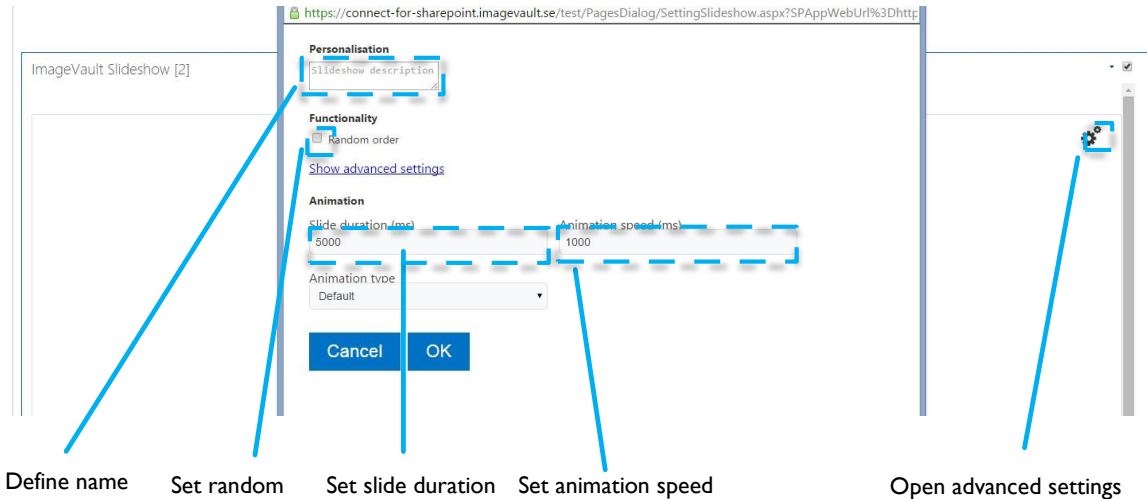 https://connect-for-sharepoint.imagevault.se/test/PagesDialog/SettingSlideshow.aspx?SPAppWebUrl%3Dhttp
ImageVault Slideshow [2]
Personalisation
Slideshow description
Functionality
Random order
Show advanced settings
Animation
Slide duration (ms) Animation speed (ms)
5000 1000
Animation type
Default
Cancel OK
Define name Set random Set slide duration Set animation speed Open advanced settings